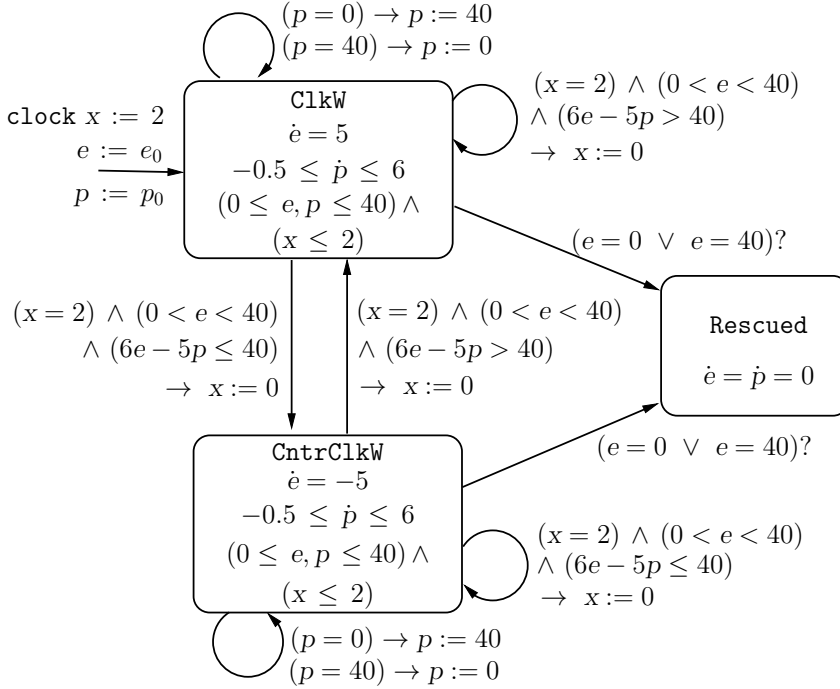 (p = 0) → p := 40
(p = 40) → p := 0
clock x := 2
e := e₀
p := p₀
ClkW
ė = 5
−0.5 ≤ ṗ ≤ 6
(0 ≤ e, p ≤ 40) ∧
(x ≤ 2)
(x = 2) ∧ (0 < e < 40)
∧ (6e − 5p > 40)
→ x := 0
(e = 0 ∨ e = 40)?
(x = 2) ∧ (0 < e < 40)
∧ (6e − 5p ≤ 40)
→ x := 0
(x = 2) ∧ (0 < e < 40)
∧ (6e − 5p > 40)
→ x := 0
Rescued
ė = ṗ = 0
CntrClkW
ė = −5
−0.5 ≤ ṗ ≤ 6
(0 ≤ e, p ≤ 40) ∧
(x ≤ 2)
(e = 0 ∨ e = 40)?
(x = 2) ∧ (0 < e < 40)
∧ (6e − 5p ≤ 40)
→ x := 0
(p = 0) → p := 40
(p = 40) → p := 0